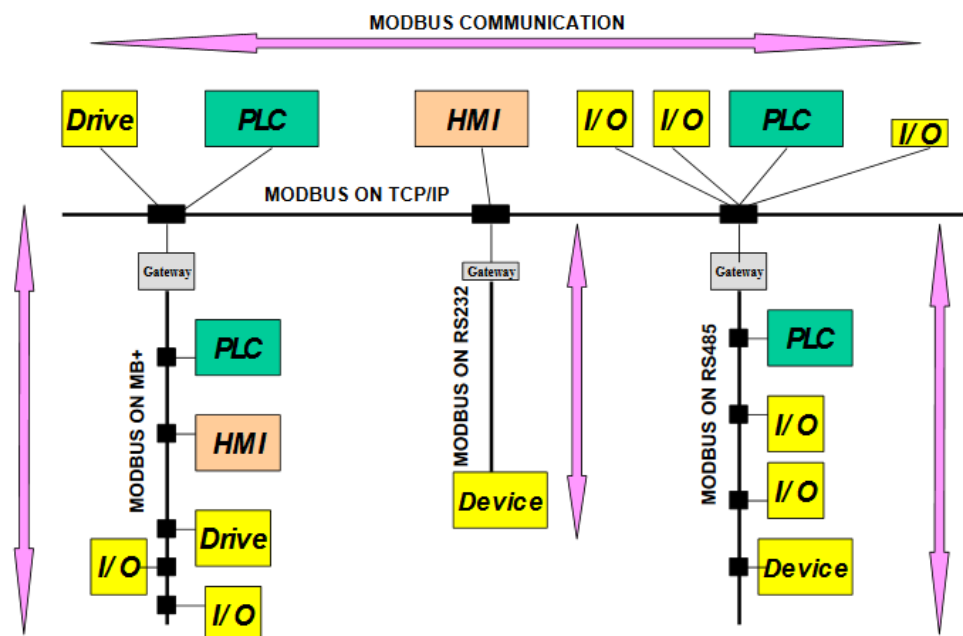 MODBUS COMMUNICATION
Drive
PLC
HMI
I/O
I/O
PLC
I/O
MODBUS ON TCP/IP
Gateway
Gateway
Gateway
MODBUS ON MB+
PLC
HMI
Drive
I/O
I/O
MODBUS ON RS232
Device
MODBUS ON RS485
PLC
I/O
I/O
Device